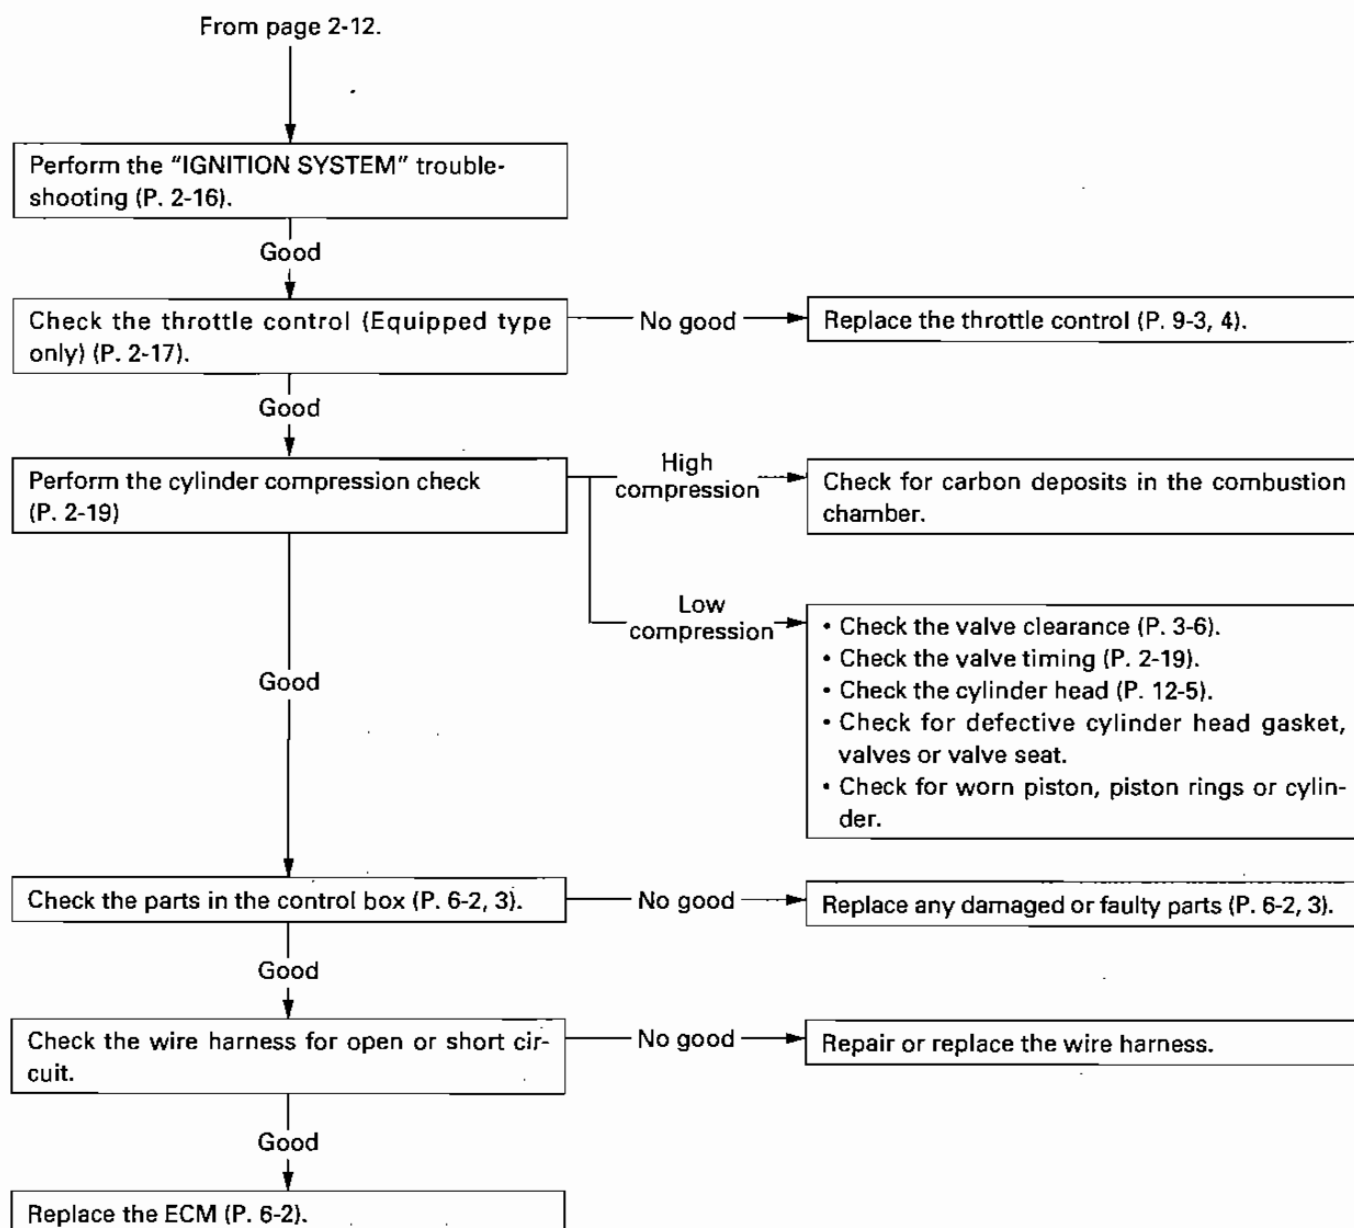 From page 2-12.
Perform the “IGNITION SYSTEM” trouble-
shooting (P. 2-16).
Good
Check the throttle control (Equipped type
only) (P. 2-17).
No good
Replace the throttle control (P. 9-3, 4).
Good
Perform the cylinder compression check
(P. 2-19)
High
compression
Check for carbon deposits in the combustion
chamber.
Low
compression
• Check the valve clearance (P. 3-6).
• Check the valve timing (P. 2-19).
• Check the cylinder head (P. 12-5).
• Check for defective cylinder head gasket,
valves or valve seat.
• Check for worn piston, piston rings or cylin-
der.
Good
Check the parts in the control box (P. 6-2, 3).
No good
Replace any damaged or faulty parts (P. 6-2, 3).
Good
Check the wire harness for open or short cir-
cuit.
No good
Repair or replace the wire harness.
Good
Replace the ECM (P. 6-2).